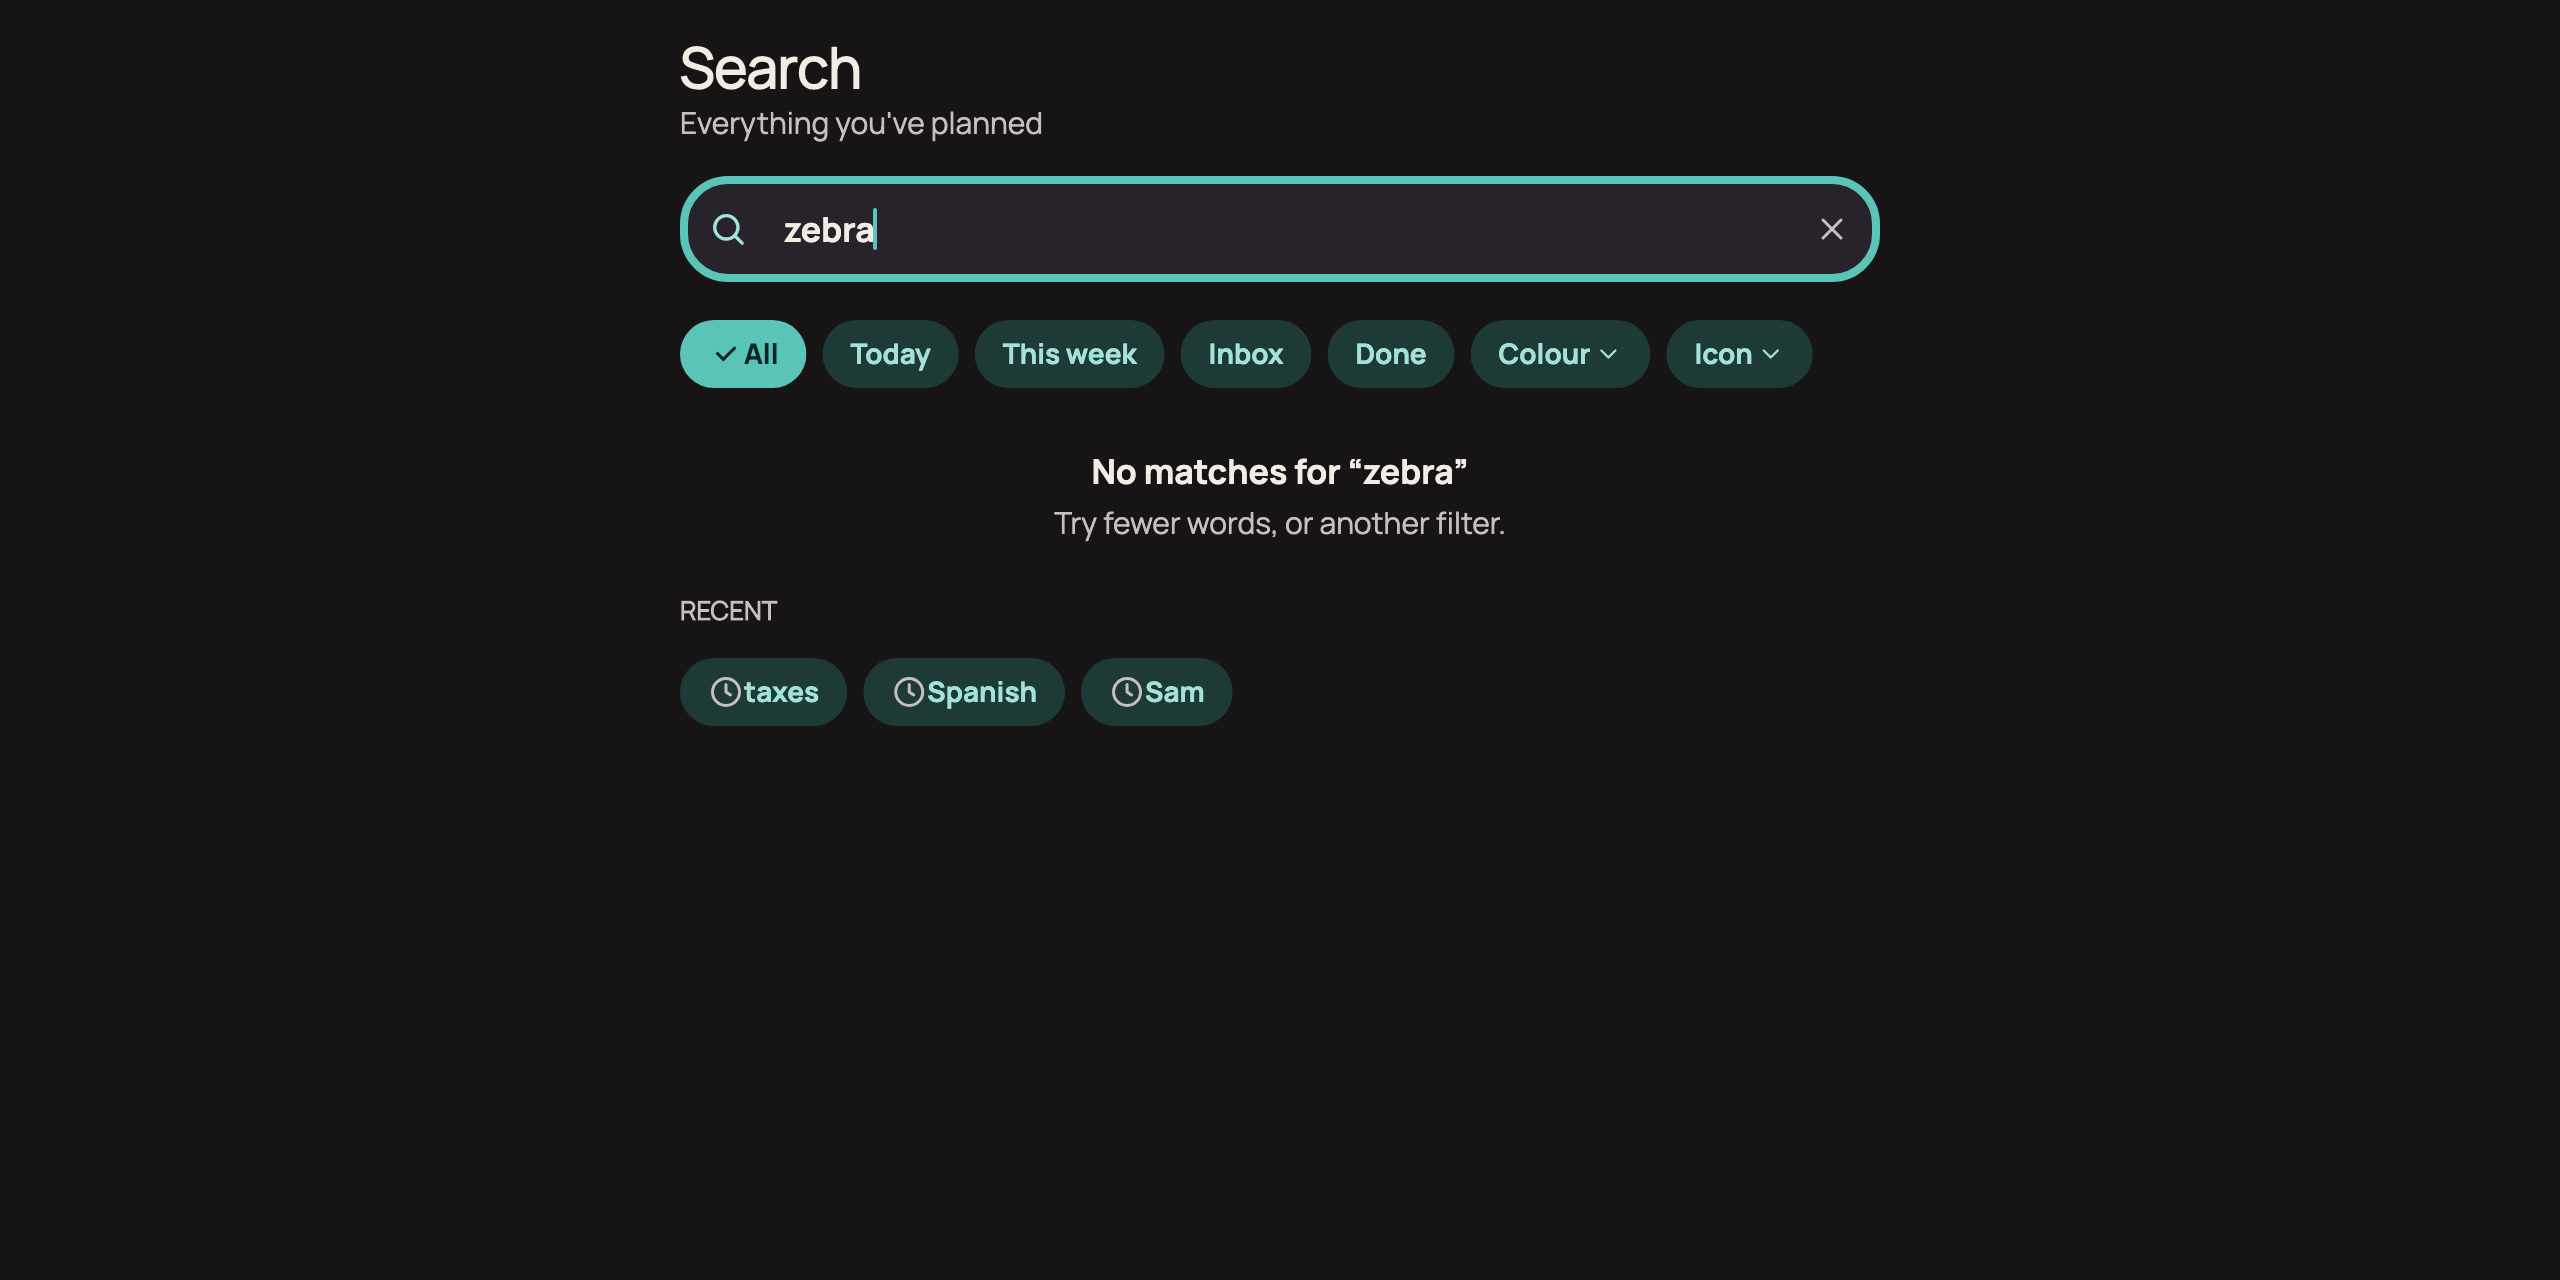 Search
Everything you've planned
zebra
All Today This week Inbox Done Colour Icon
No matches for “zebra”
Try fewer words, or another filter.
RECENT
taxes Spanish Sam